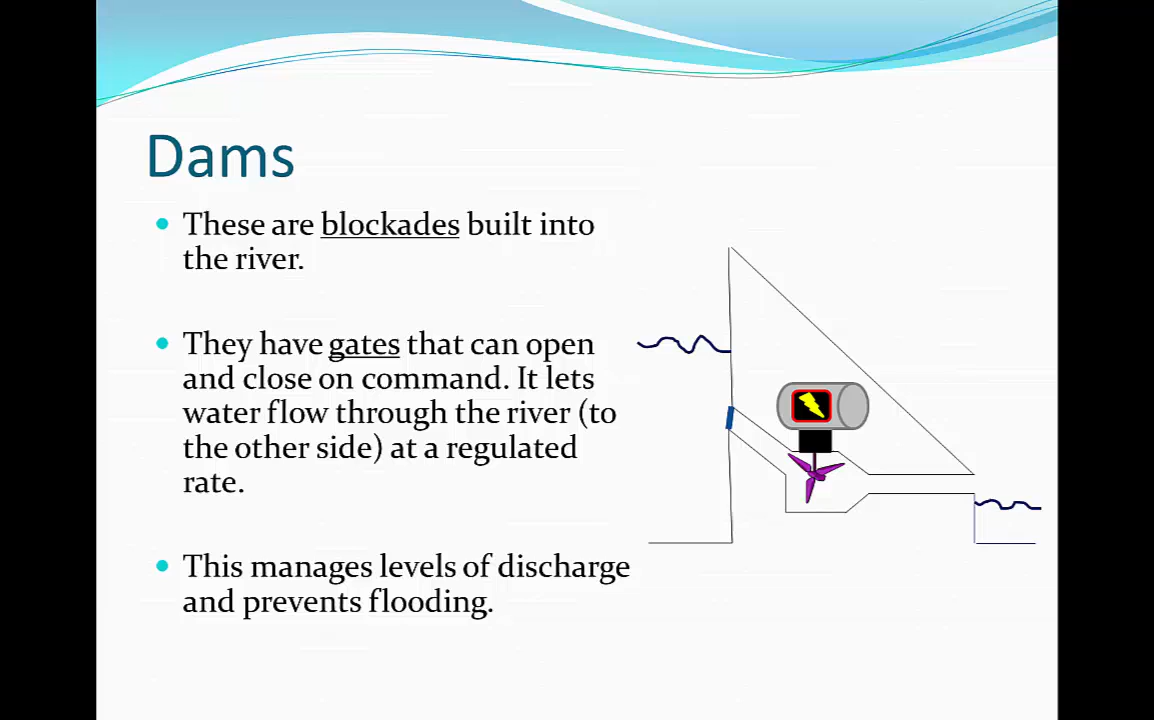 Dams
These are blockades built into
the river.
They have gates that can open
and close on command. It lets
water flow through the river (to
the other side) at a regulated
rate.
This manages levels of discharge
and prevents flooding.